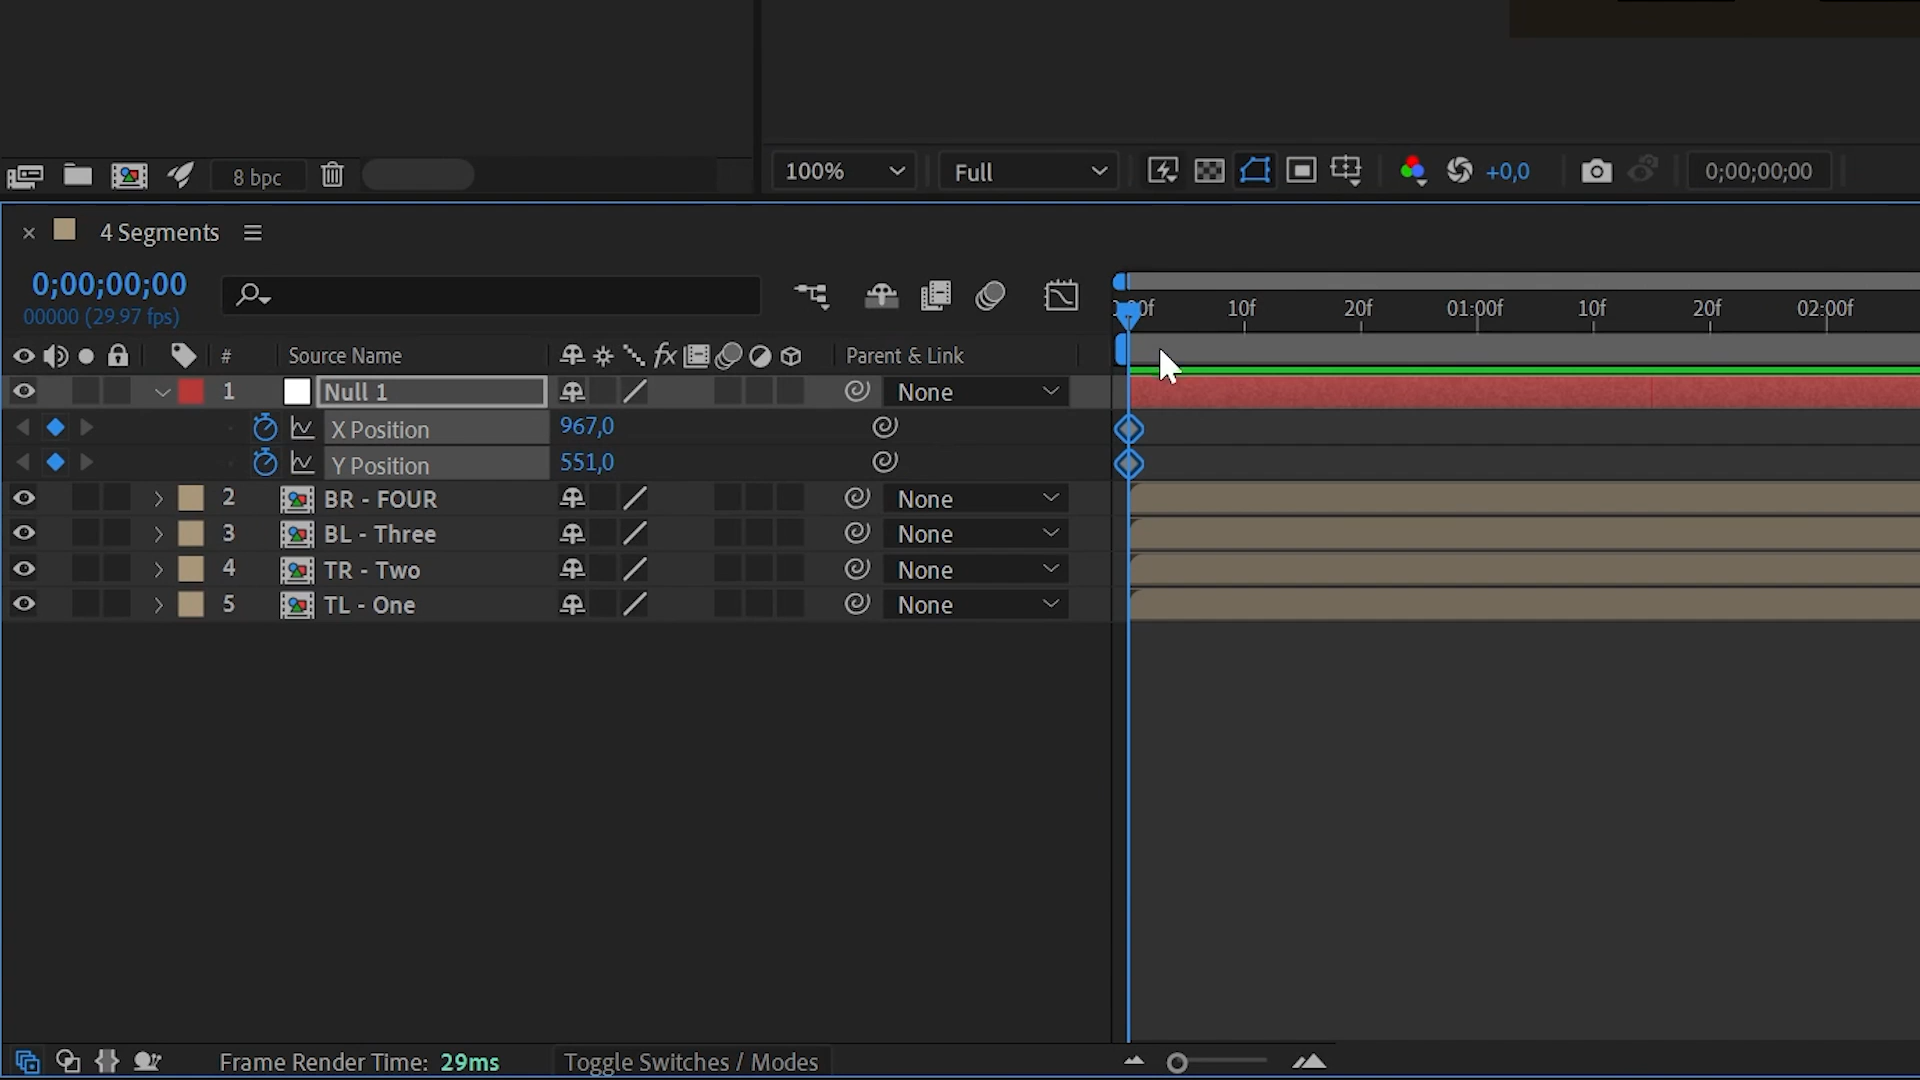 8 bpc
100%
Full
+0,0
0;00;00;00
4 Segments
0;00;00;00
00000 (29.97 fps)
10f
20f
01:00f
10f
20f
02:00f
#
Source Name
fx
Parent & Link
1
Null 1
None
X Position
967,0
Y Position
551,0
2
BR - FOUR
None
3
BL - Three
None
4
TR - Two
None
5
TL - One
None
Frame Render Time: 29ms
Toggle Switches / Modes